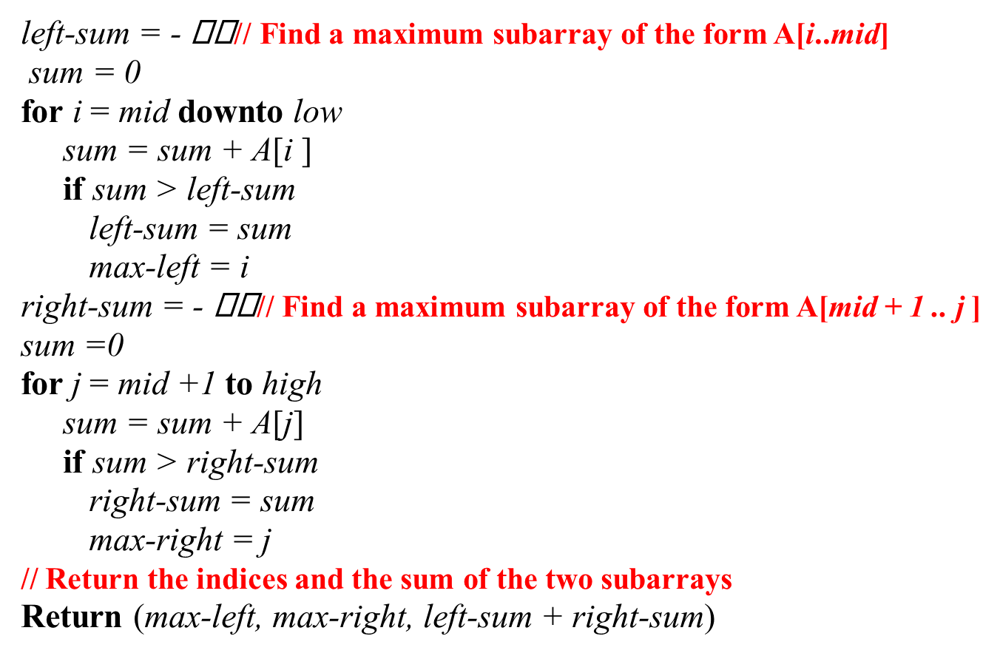 left-sum = - // Find a maximum subarray of the form A[i..mid]
sum = 0
for i = mid downto low
sum = sum + A[i ]
if sum > left-sum
left-sum = sum
max-left = i
right-sum = - // Find a maximum subarray of the form A[mid + 1 .. j ]
sum =0
for j = mid +1 to high
sum = sum + A[j]
if sum > right-sum
right-sum = sum
max-right = j
// Return the indices and the sum of the two subarrays
Return (max-left, max-right, left-sum + right-sum)